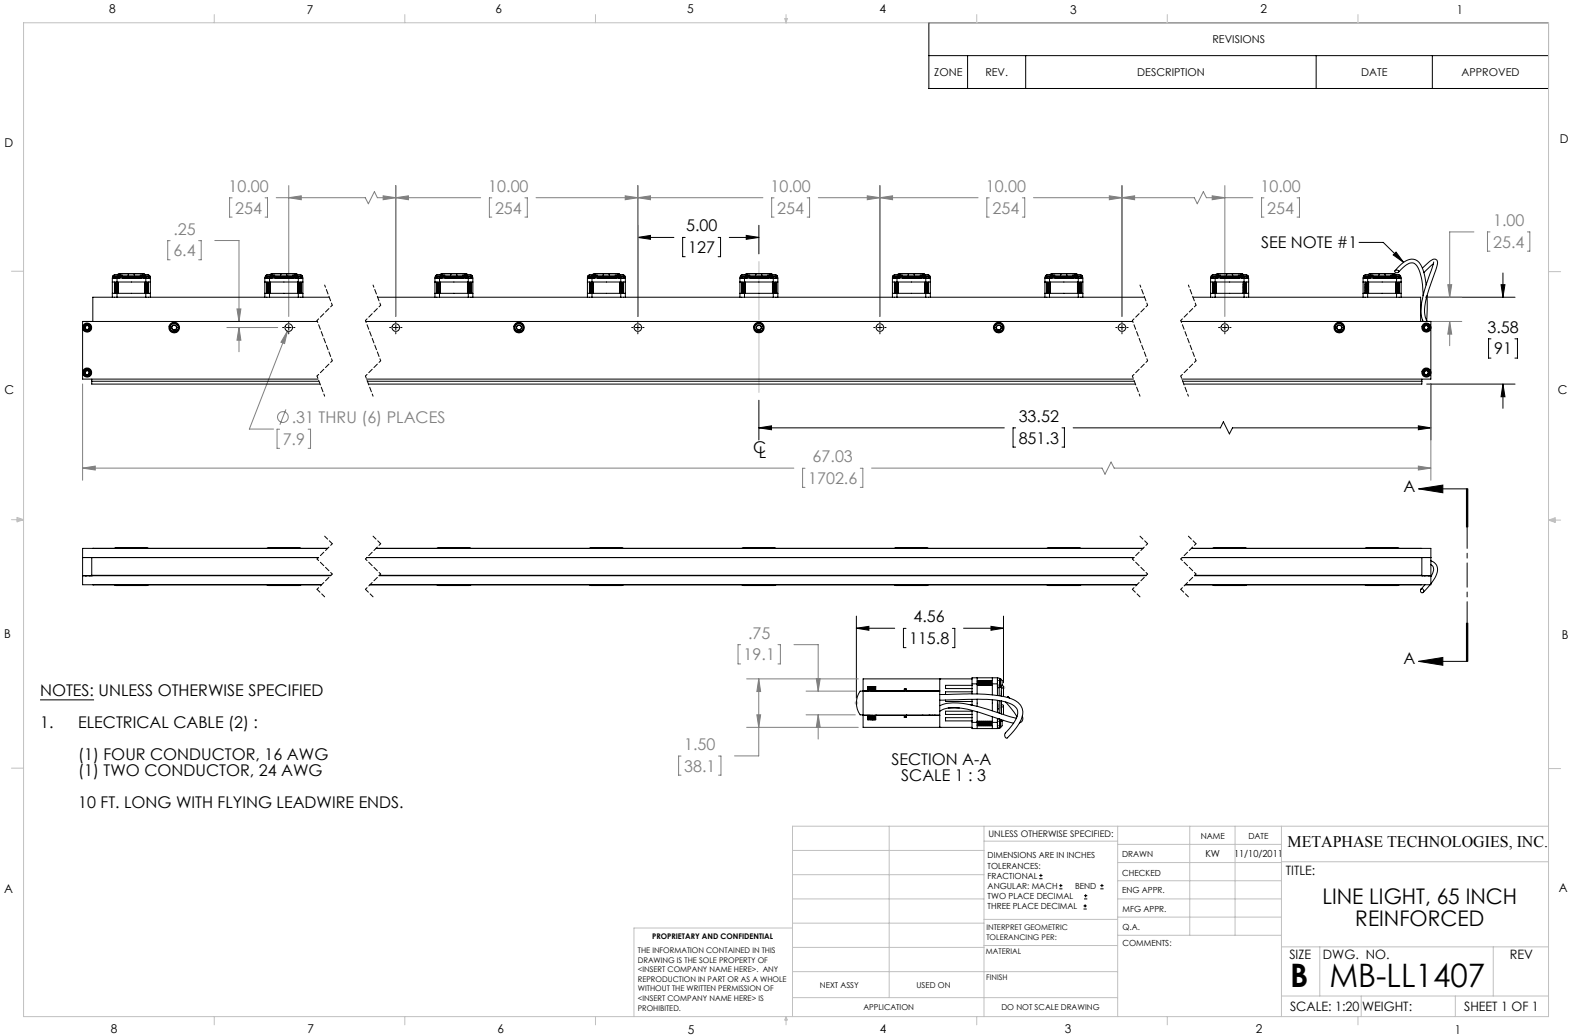 8 7 6 5 4 3 2 1
REVISIONS
ZONE REV. DESCRIPTION DATE APPROVED
D D
10.00 10.00 10.00 10.00 10.00
[254] [254] [254] [254] [254]
.25
[6.4]
5.00
[127]
SEE NOTE #1
1.00
[25.4]
3.58
[91]
C C
Ø.31 THRU (6) PLACES
[7.9]
33.52
[851.3]
℄
67.03
[1702.6]
A
A
B B
4.56
[115.8]
.75
[19.1]
1.50
[38.1]
SECTION A-A
SCALE 1 : 3
NOTES: UNLESS OTHERWISE SPECIFIED
1. ELECTRICAL CABLE (2) :
(1) FOUR CONDUCTOR, 16 AWG
(1) TWO CONDUCTOR, 24 AWG
10 FT. LONG WITH FLYING LEADWIRE ENDS.
A A
PROPRIETARY AND CONFIDENTIAL
THE INFORMATION CONTAINED IN THIS
DRAWING IS THE SOLE PROPERTY OF
<INSERT COMPANY NAME HERE>. ANY
REPRODUCTION IN PART OR AS A WHOLE
WITHOUT THE WRITTEN PERMISSION OF
<INSERT COMPANY NAME HERE> IS
PROHIBITED.
NEXT ASSY USED ON
APPLICATION
UNLESS OTHERWISE SPECIFIED:
DIMENSIONS ARE IN INCHES
TOLERANCES:
FRACTIONAL ±
ANGULAR: MACH ± BEND ±
TWO PLACE DECIMAL ±
THREE PLACE DECIMAL ±
INTERPRET GEOMETRIC
TOLERANCING PER:
MATERIAL
FINISH
DO NOT SCALE DRAWING
NAME DATE
DRAWN KW 11/10/2011
CHECKED
ENG APPR.
MFG APPR.
Q.A.
COMMENTS:
METAPHASE TECHNOLOGIES, INC.
TITLE:
LINE LIGHT, 65 INCH
REINFORCED
SIZE DWG. NO. REV
B MB-LL1407
SCALE: 1:20 WEIGHT: SHEET 1 OF 1
8 7 6 5 4 3 2 1